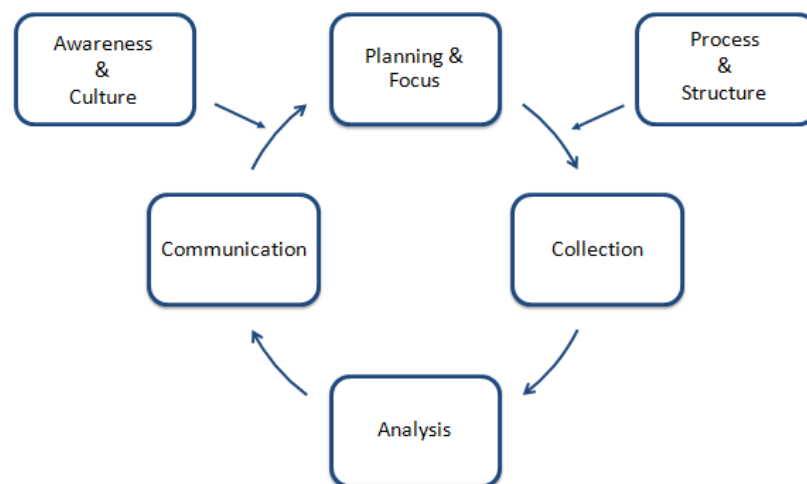 Awareness
&
Culture
Planning &
Focus
Process
&
Structure
Communication
Collection
Analysis